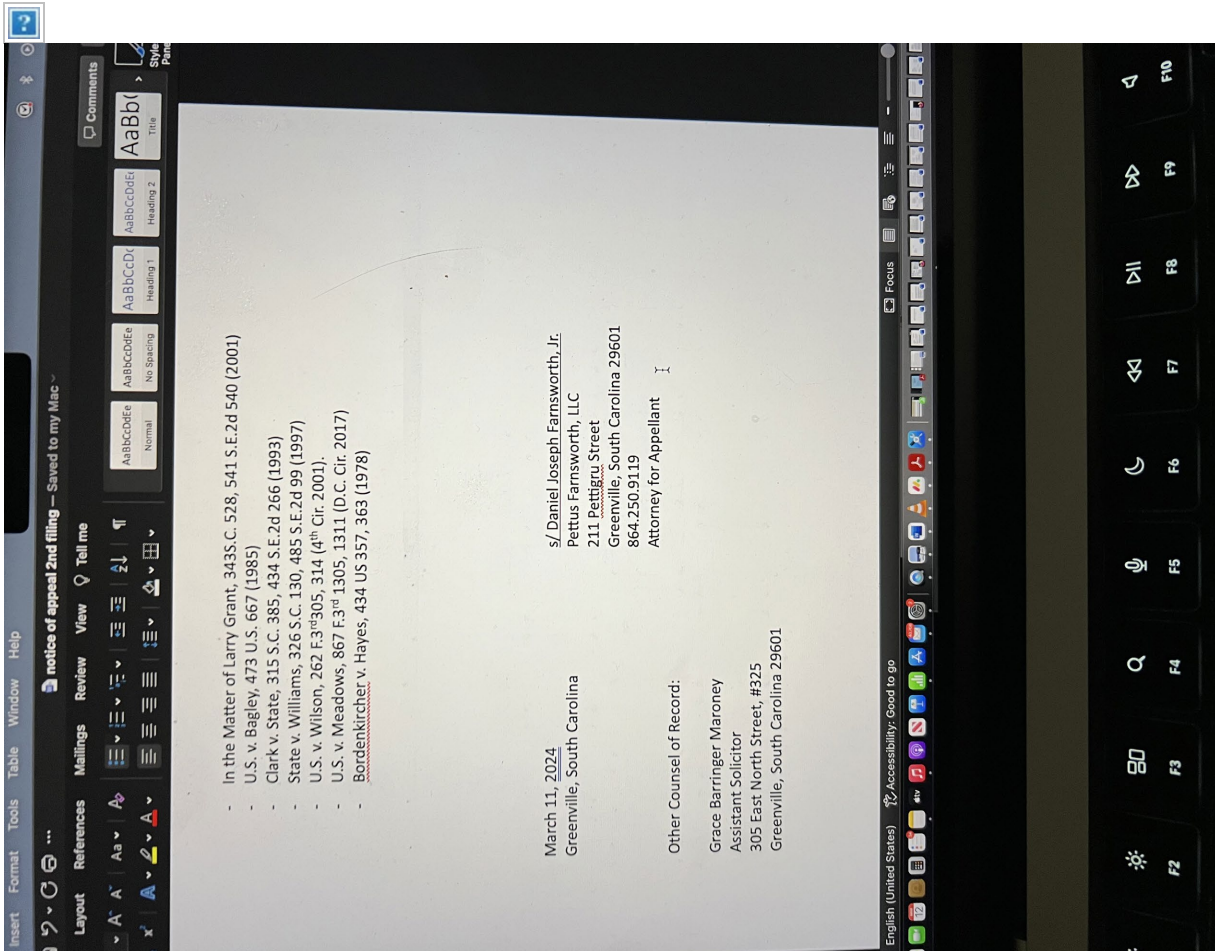 Insert Format Tools Table Window Help
notice of appeal 2nd filing — Saved to my Mac
Layout References Mailings Review View Tell me
Comments
AaBbCcDdEe
Normal
AaBbCcDdEe
No Spacing
AaBbCcDc
Heading 1
AaBbCcDdEe
Heading 2
AaBb(
Title
Style
Pane
- In the Matter of Larry Grant, 343S.C. 528, 541 S.E.2d 540 (2001)
- U.S. v. Bagley, 473 U.S. 667 (1985)
- Clark v. State, 315 S.C. 385, 434 S.E.2d 266 (1993)
- State v. Williams, 326 S.C. 130, 485 S.E.2d 99 (1997)
- U.S. v. Wilson, 262 F.3rd305, 314 (4th Cir. 2001).
- U.S. v. Meadows, 867 F.3rd 1305, 1311 (D.C. Cir. 2017)
- Bordenkircher v. Hayes, 434 US 357, 363 (1978)
s/ Daniel Joseph Farnsworth, Jr.
Pettus Farnsworth, LLC
211 Pettigru Street
Greenville, South Carolina 29601
864.250.9119
Attorney for Appellant
March 11, 2024
Greenville, South Carolina
Other Counsel of Record:
Grace Barringer Maroney
Assistant Solicitor
305 East North Street, #325
Greenville, South Carolina 29601
English (United States) Accessibility: Good to go Focus
F2 F3 F4 F5 F6 F7 F8 F9 F10